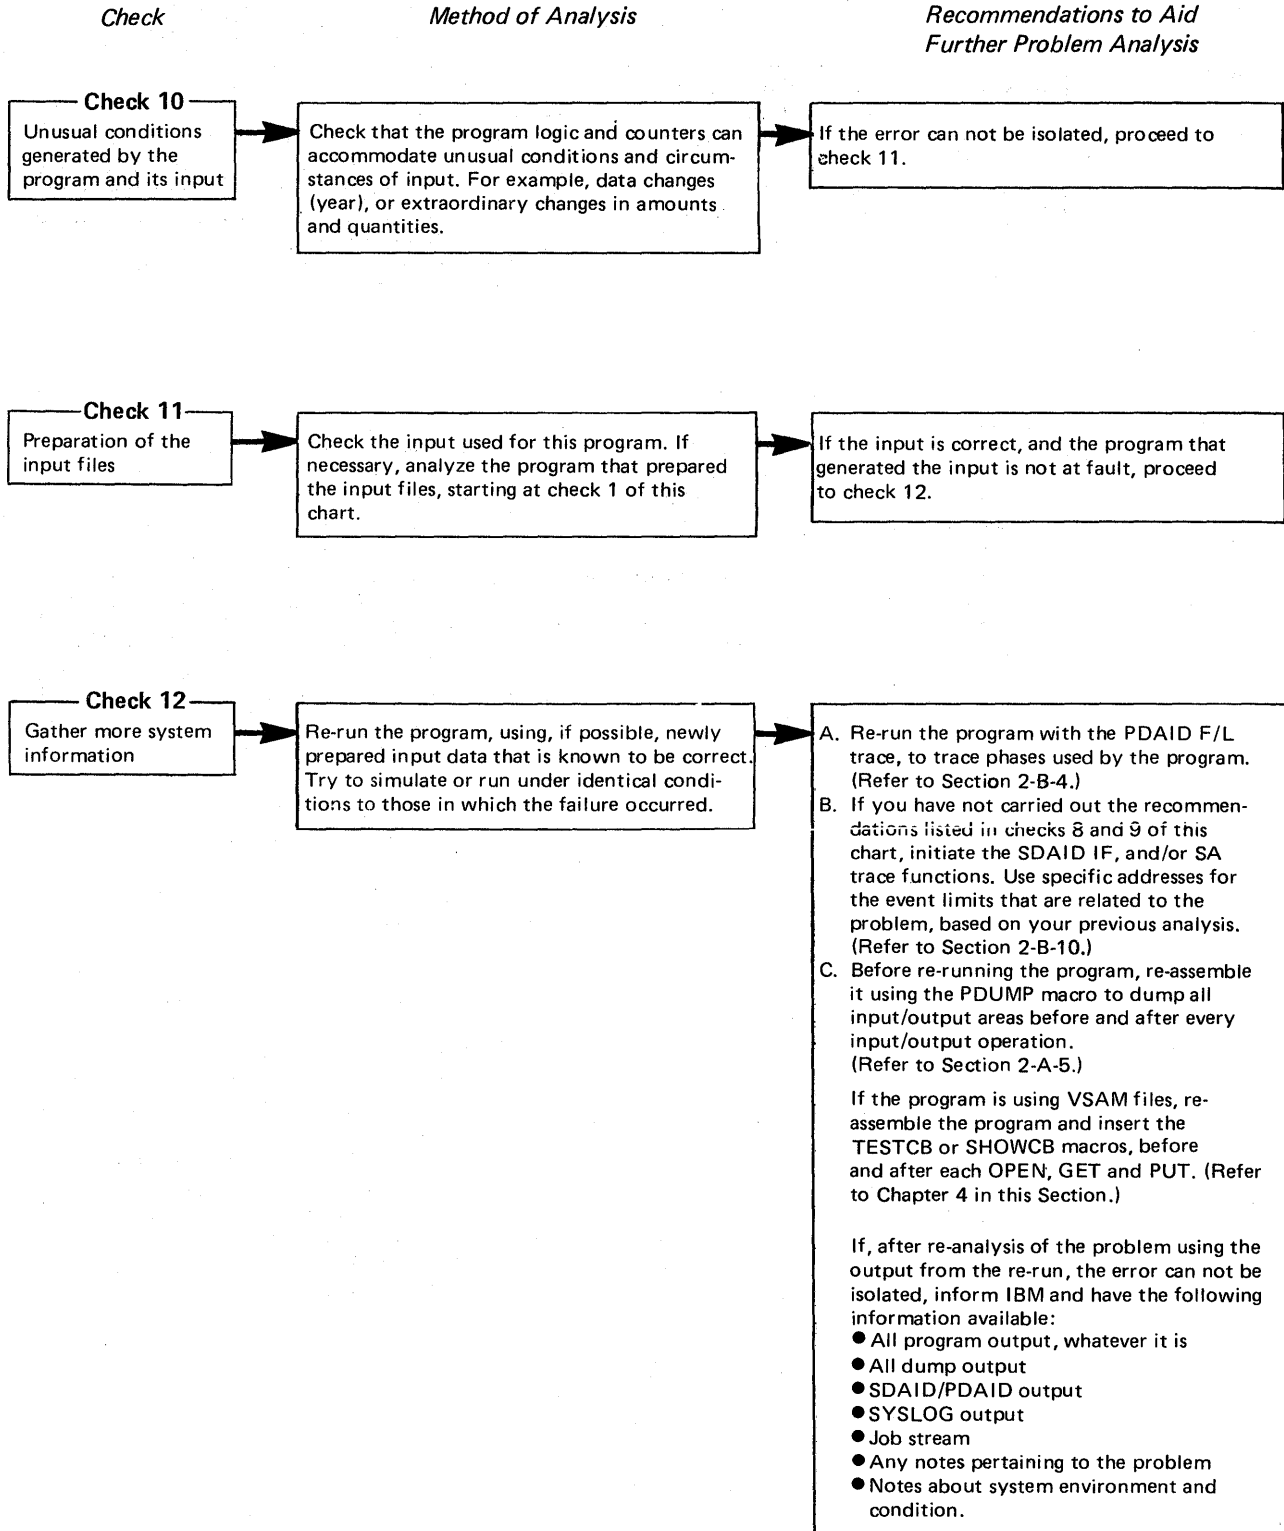 Check
Method of Analysis
Recommendations to Aid
Further Problem Analysis
Check 10
Unusual conditions
generated by the
program and its input
Check that the program logic and counters can
accommodate unusual conditions and circum-
stances of input. For example, data changes
(year), or extraordinary changes in amounts
and quantities.
If the error can not be isolated, proceed to
check 11.
Check 11
Preparation of the
input files
Check the input used for this program. If
necessary, analyze the program that prepared
the input files, starting at check 1 of this
chart.
If the input is correct, and the program that
generated the input is not at fault, proceed
to check 12.
Check 12
Gather more system
information
Re-run the program, using, if possible, newly
prepared input data that is known to be correct.
Try to simulate or run under identical condi-
tions to those in which the failure occurred.
A. Re-run the program with the PDAID F/L
trace, to trace phases used by the program.
(Refer to Section 2-B-4.)
B. If you have not carried out the recommen-
dations listed in checks 8 and 9 of this
chart, initiate the SDAID IF, and/or SA
trace functions. Use specific addresses for
the event limits that are related to the
problem, based on your previous analysis.
(Refer to Section 2-B-10.)
C. Before re-running the program, re-assemble
it using the PDUMP macro to dump all
input/output areas before and after every
input/output operation.
(Refer to Section 2-A-5.)
If the program is using VSAM files, re-
assemble the program and insert the
TESTCB or SHOWCB macros, before
and after each OPEN, GET and PUT. (Refer
to Chapter 4 in this Section.)
If, after re-analysis of the problem using the
output from the re-run, the error can not be
isolated, inform IBM and have the following
information available:
● All program output, whatever it is
● All dump output
● SDAID/PDAID output
● SYSLOG output
● Job stream
● Any notes pertaining to the problem
● Notes about system environment and
condition.